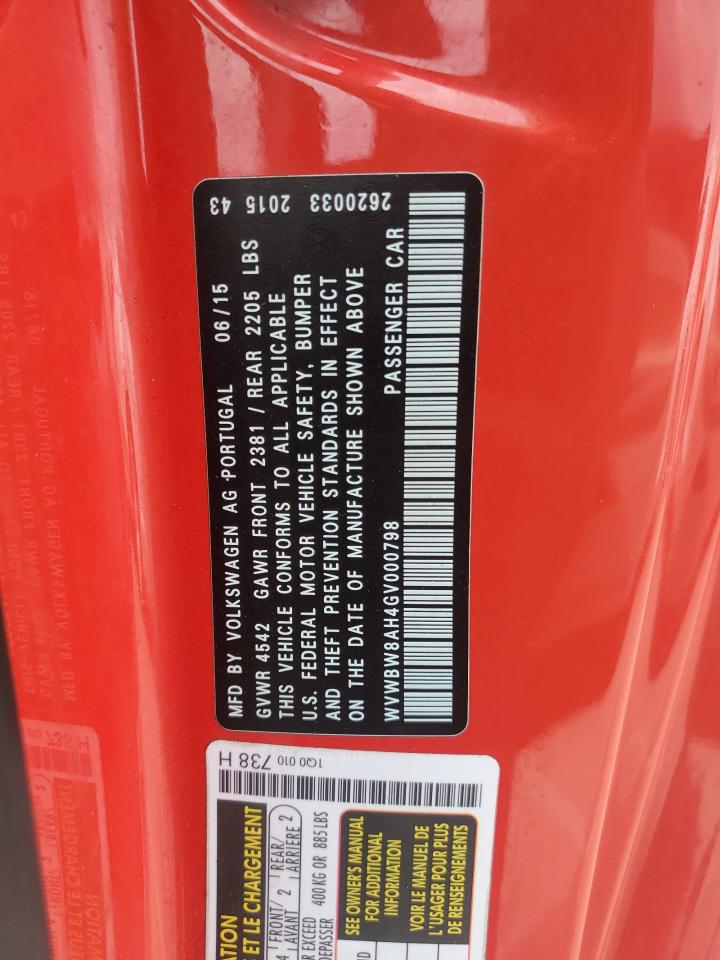 MFD BY VOLKSWAGEN AG PORTUGAL 06/15
GVWR 4542 GAWR FRONT 2381 / REAR 2205 LBS
THIS VEHICLE CONFORMS TO ALL APPLICABLE
U.S. FEDERAL MOTOR VEHICLE SAFETY, BUMPER
AND THEFT PREVENTION STANDARDS IN EFFECT
ON THE DATE OF MANUFACTURE SHOWN ABOVE
PASSENGER CAR
WVWBW8AH4GV000798
43 2015 2620033
1Q0 010 738 H
ET LE CHARGEMENT
4 FRONT/ 2 REAR/ 2
AVANT ARRIÈRE
EXCEED 400 KG OR 885 LBS
SEE OWNER'S MANUAL
FOR ADDITIONAL
INFORMATION
VOIR LE MANUEL DE
L'USAGER POUR PLUS
DE RENSEIGNEMENTS